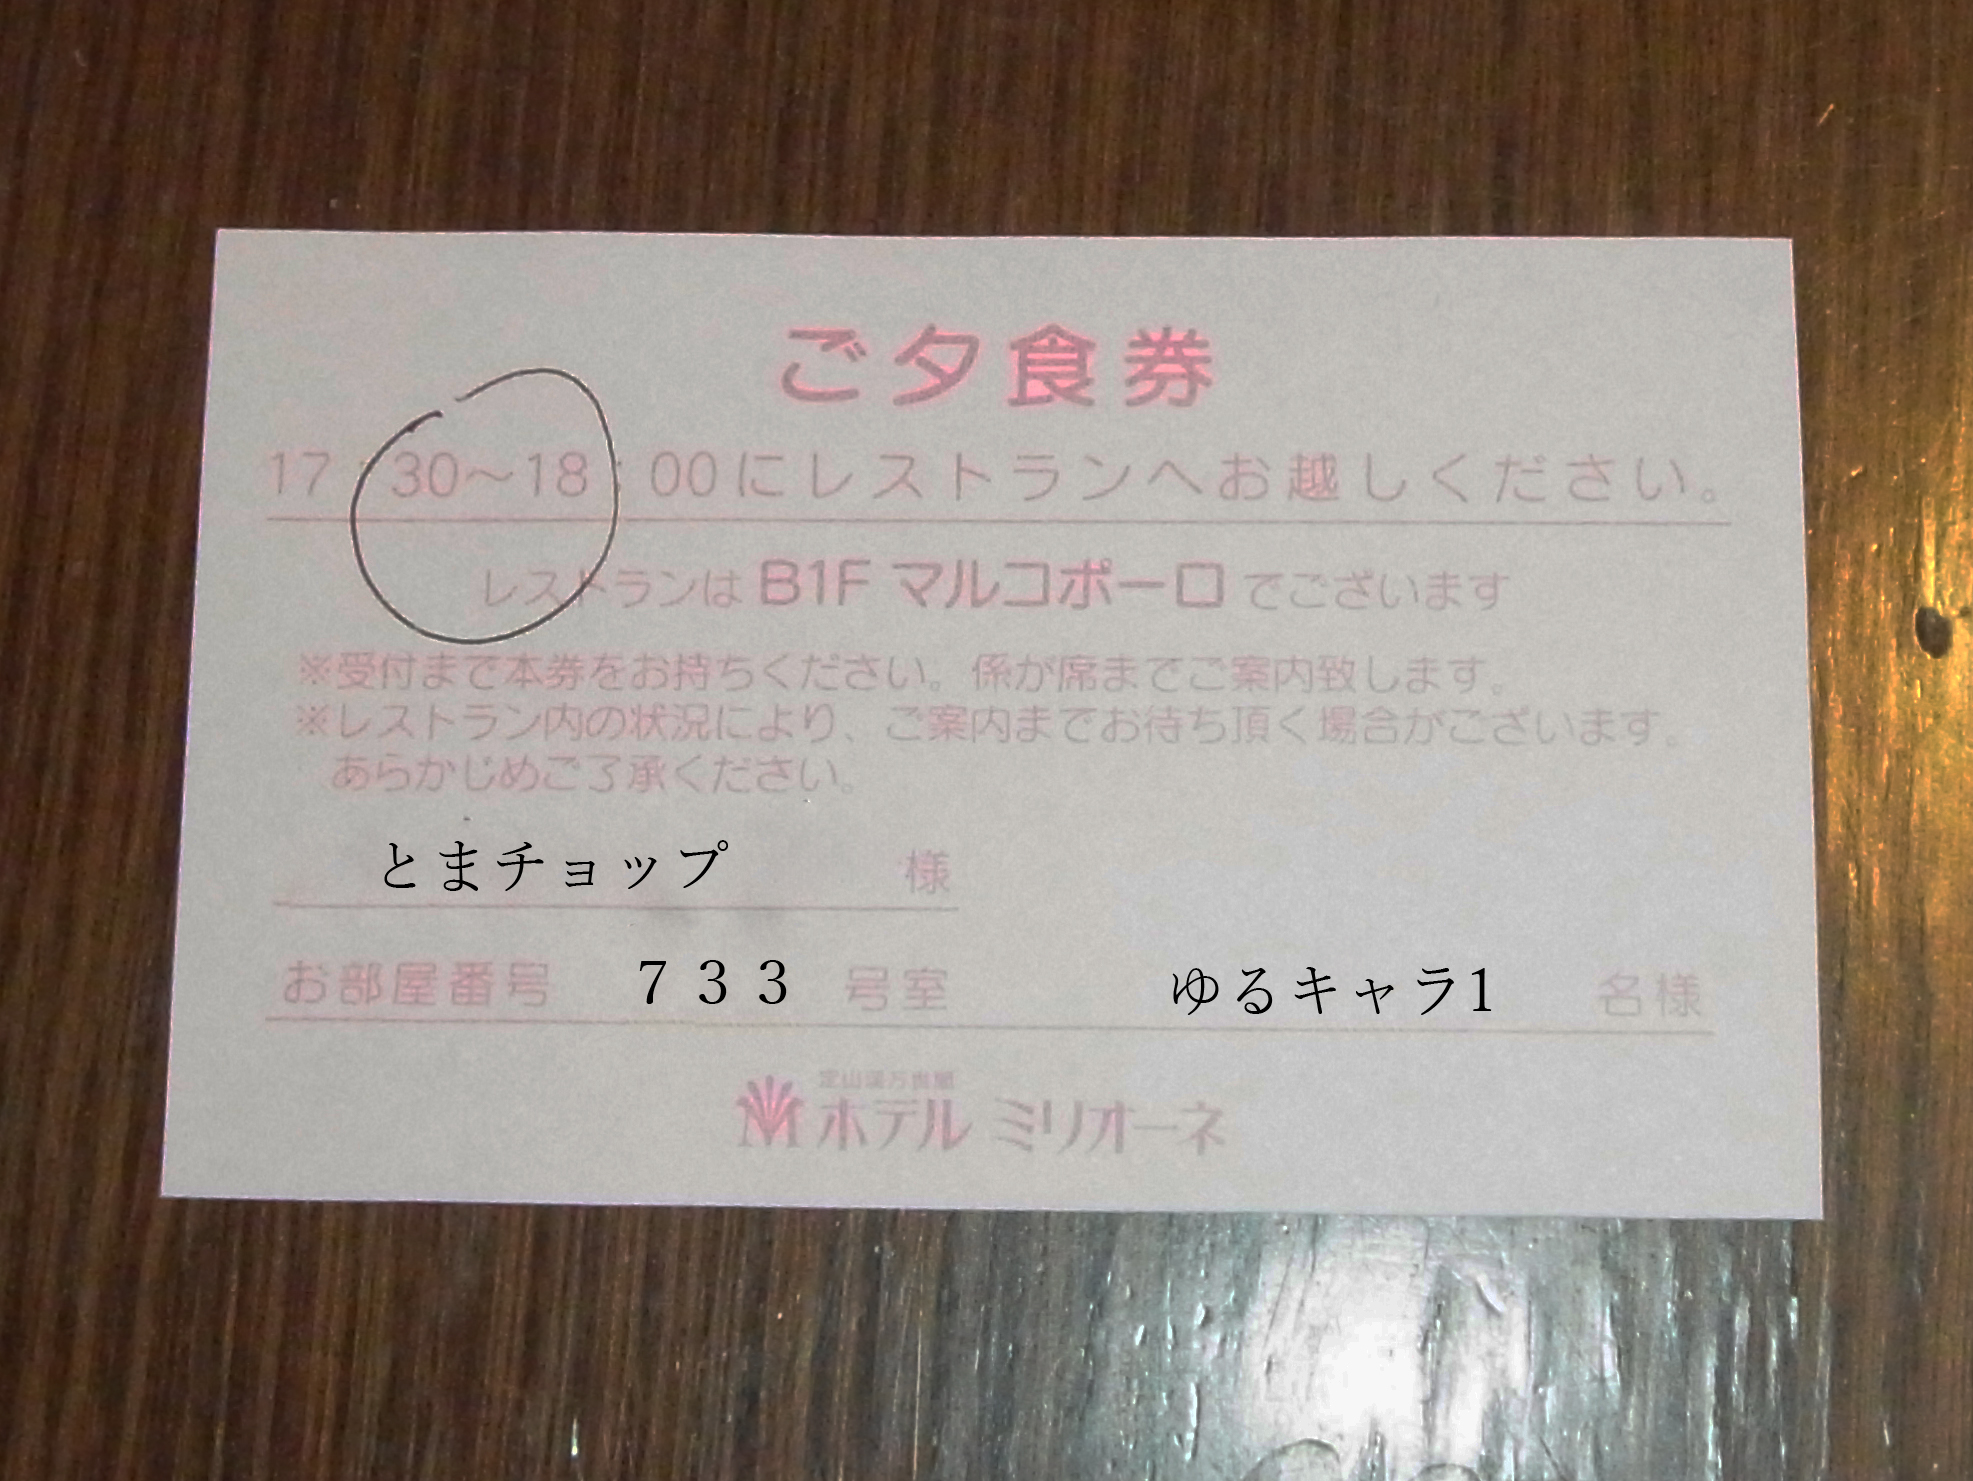 ご夕食券
17:30～18:00にレストランへお越しください。
レストランは B1F マルコポーロ でございます
※受付まで本券をお持ちください。係が席までご案内致します。
※レストラン内の状況により、ご案内までお待ち頂く場合がございます。
あらかじめご了承ください。
とまチョップ 様
お部屋番号 733 号室 ゆるキャラ1 名様
定山渓万世閣
ホテル ミリオーネ